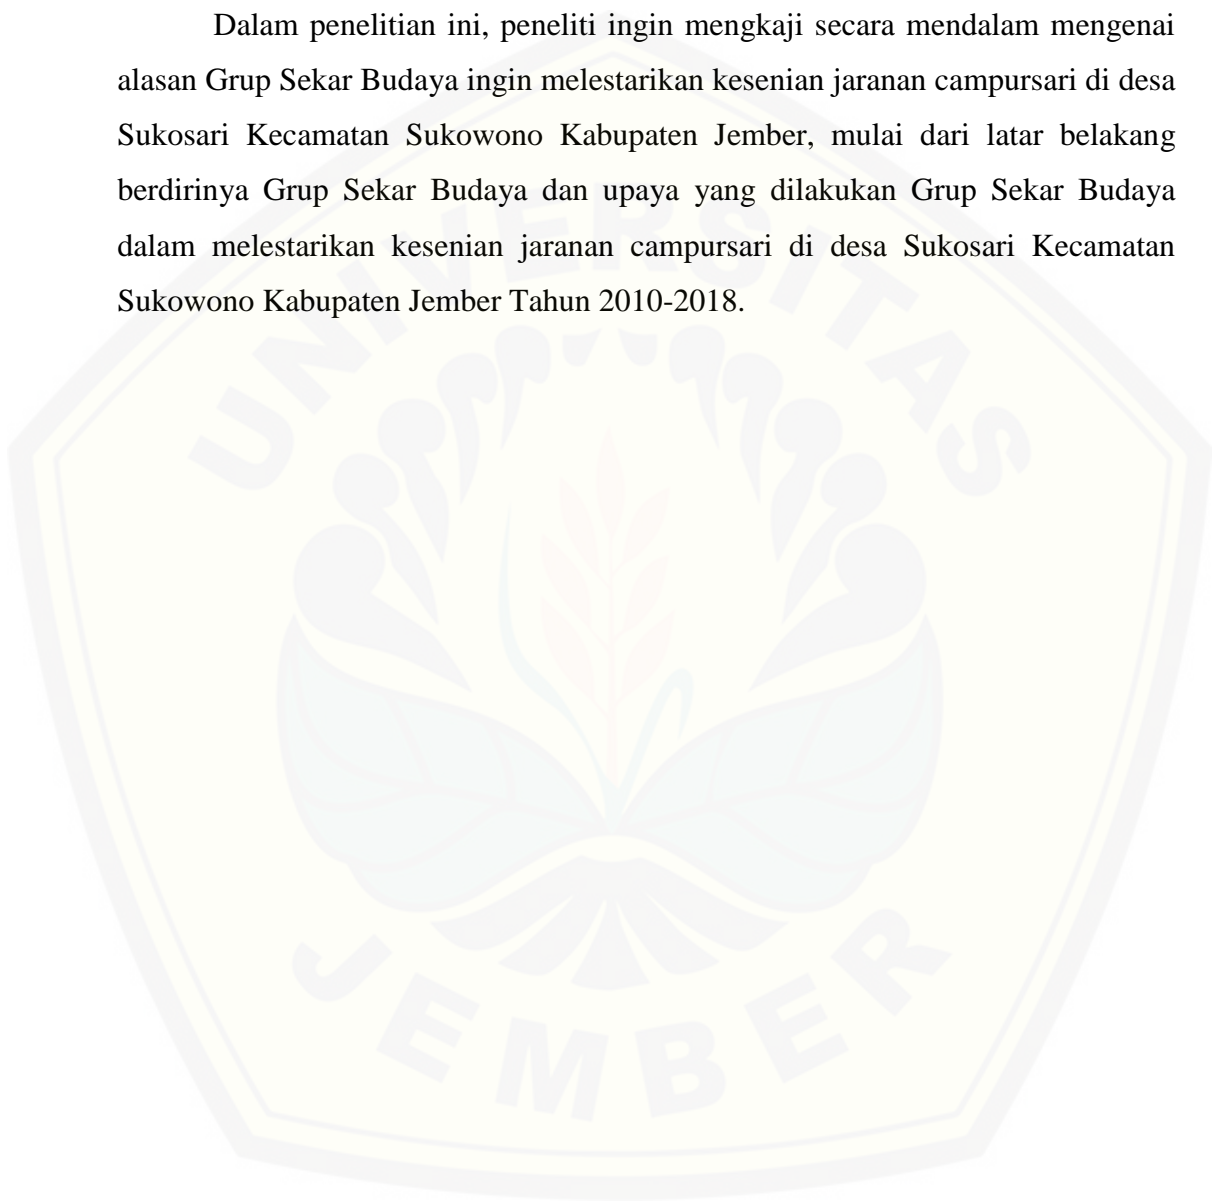 Dalam penelitian ini, peneliti ingin mengkaji secara mendalam mengenai
alasan Grup Sekar Budaya ingin melestarikan kesenian jaranan campursari di desa
Sukosari Kecamatan Sukowono Kabupaten Jember, mulai dari latar belakang
berdirinya Grup Sekar Budaya dan upaya yang dilakukan Grup Sekar Budaya
dalam melestarikan kesenian jaranan campursari di desa Sukosari Kecamatan
Sukowono Kabupaten Jember Tahun 2010-2018.
UNIVERSITAS
JEMBER